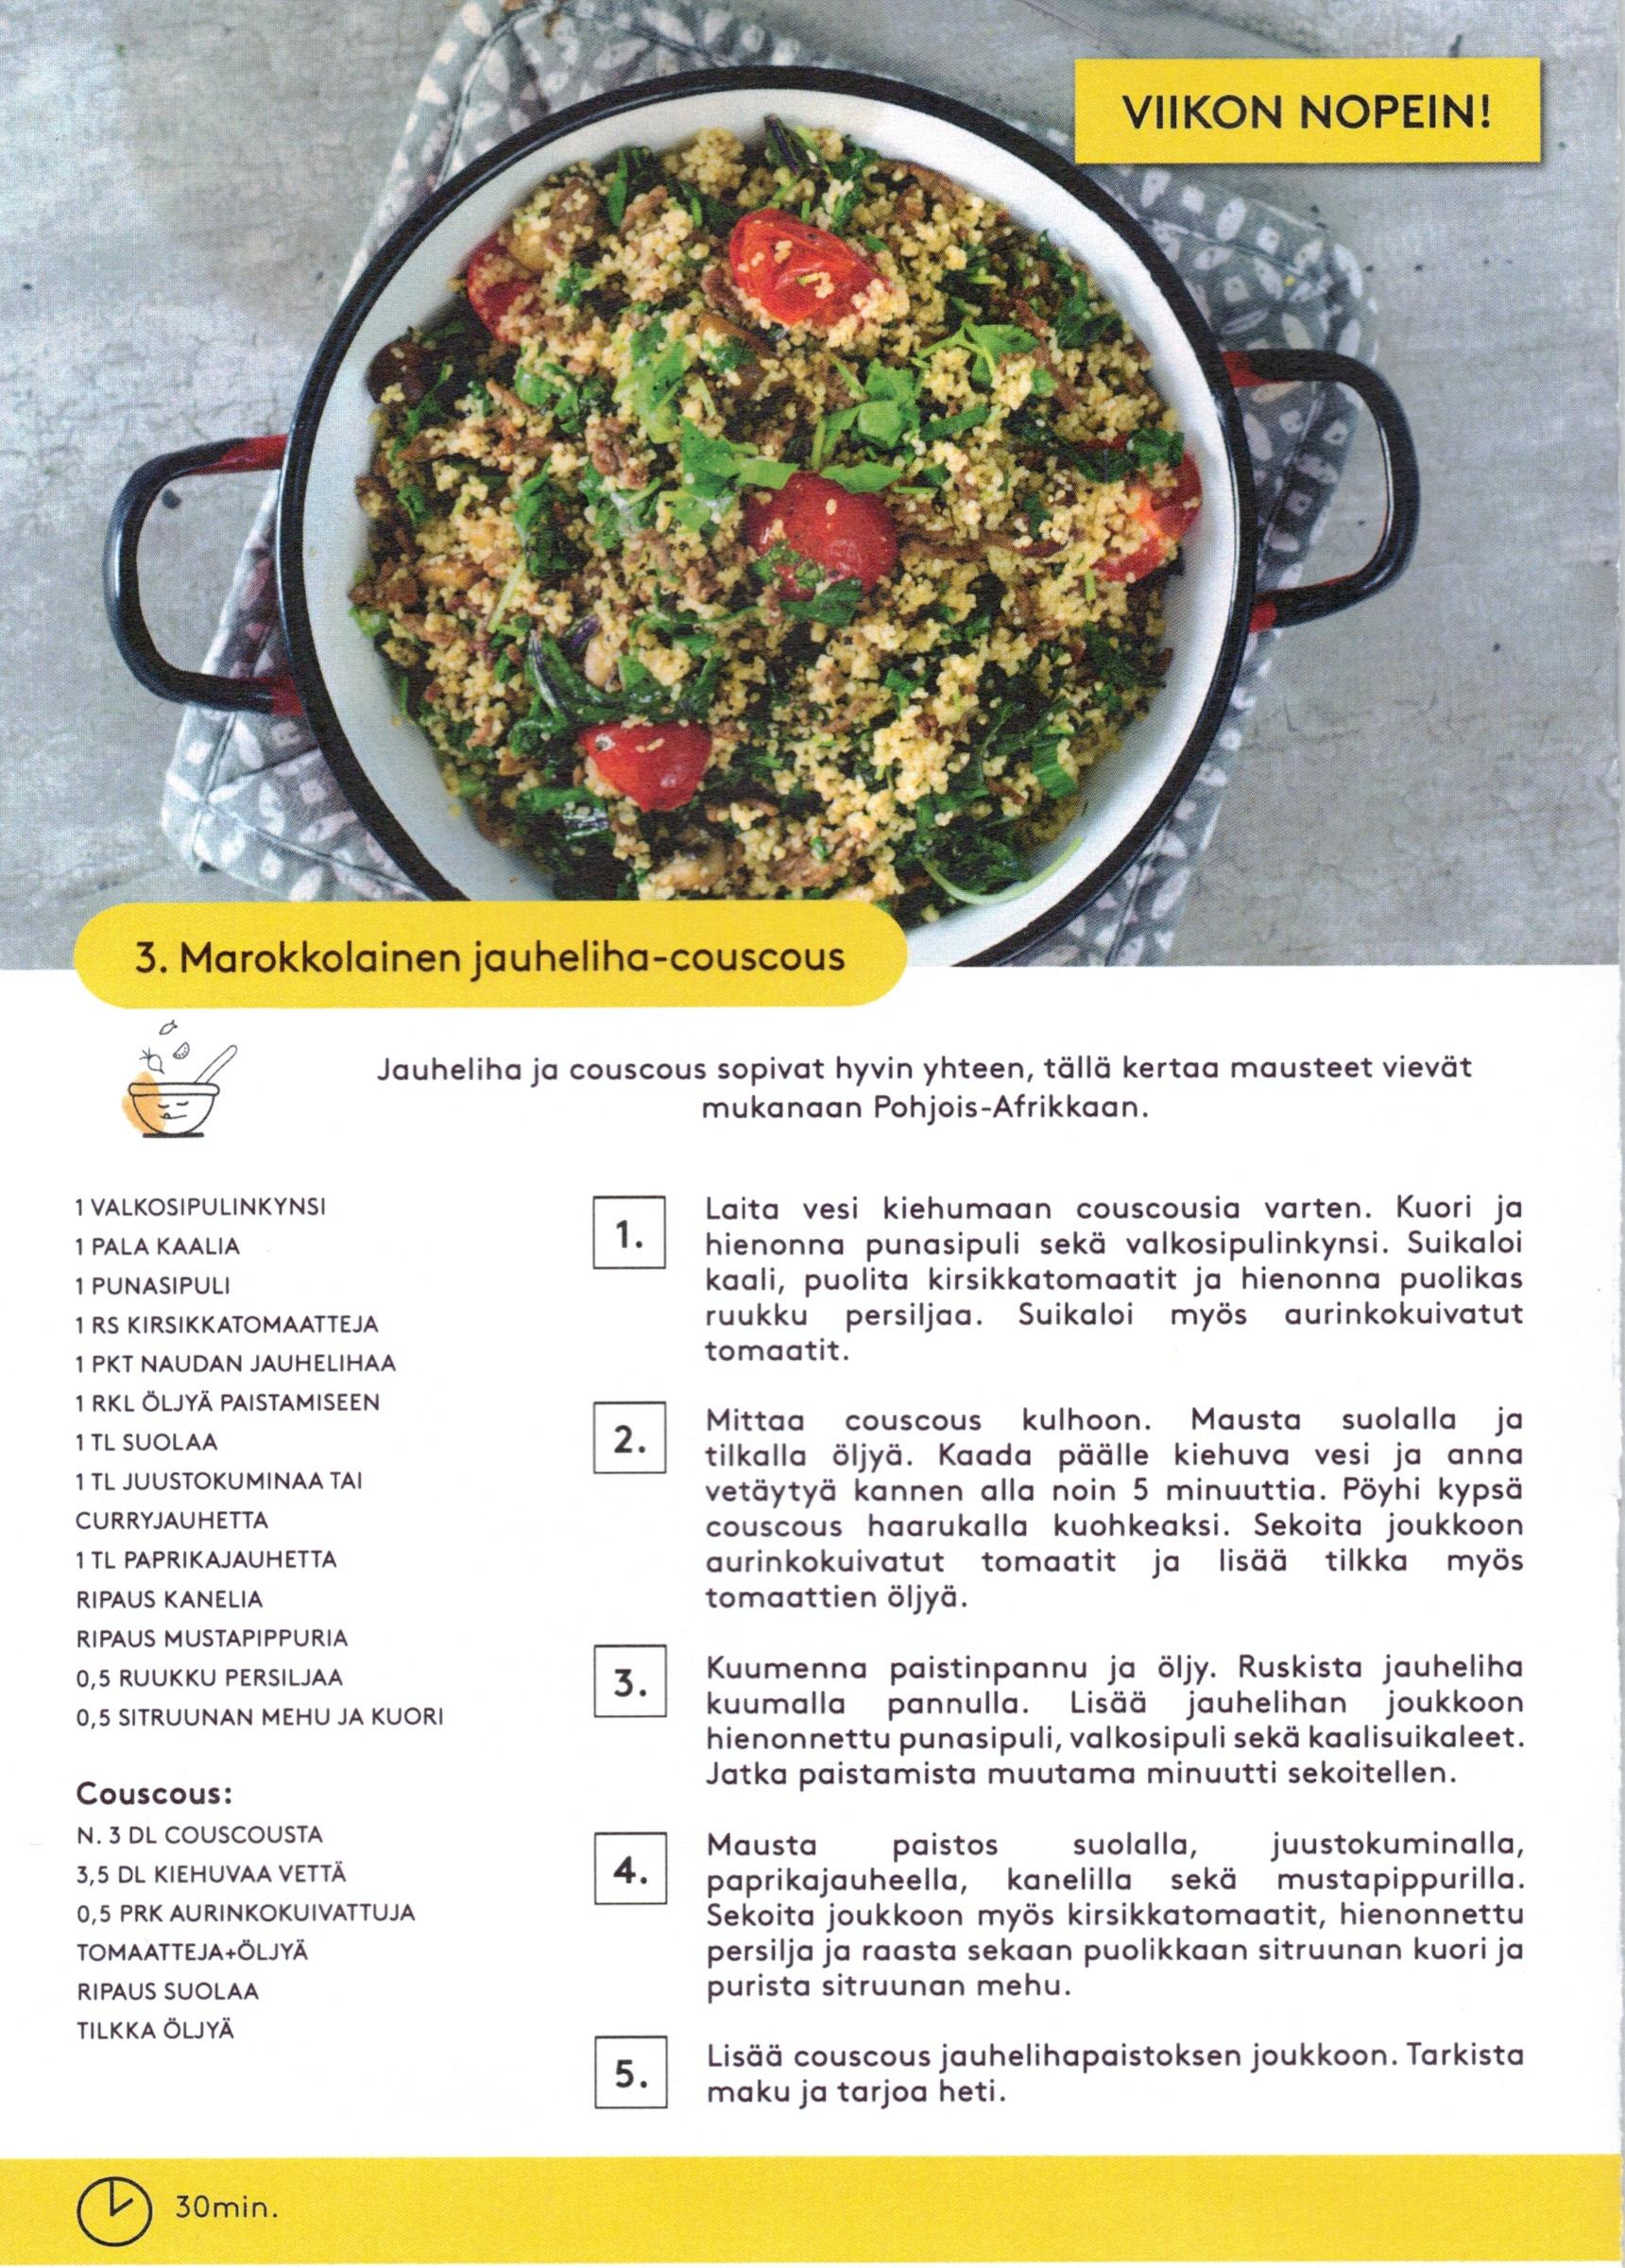 VIIKON NOPEIN!
3. Marokkolainen jauheliha-couscous
Jauheliha ja couscous sopivat hyvin yhteen, tällä kertaa mausteet vievät
mukanaan Pohjois-Afrikkaan.
1 VALKOSIPULINKYNSI
1 PALA KAALIA
1 PUNASIPULI
1 RS KIRSIKKATOMAATTEJA
1 PKT NAUDAN JAUHELIHAA
1 RKL ÖLJYÄ PAISTAMISEEN
1 TL SUOLAA
1 TL JUUSTOKUMINAA TAI
CURRYJAUHETTA
1 TL PAPRIKAJAUHETTA
RIPAUS KANELIA
RIPAUS MUSTAPIPPURIA
0,5 RUUKKU PERSILJAA
0,5 SITRUUNAN MEHU JA KUORI
Couscous:
N. 3 DL COUSCOUSTA
3,5 DL KIEHUVAA VETTÄ
0,5 PRK AURINKOKUIVATTUJA
TOMAATTEJA+ÖLJYÄ
RIPAUS SUOLAA
TILKKA ÖLJYÄ
1.
Laita vesi kiehumaan couscousia varten. Kuori ja
hienonna punasipuli sekä valkosipulinkynsi. Suikaloi
kaali, puolita kirsikkatomaatit ja hienonna puolikas
ruukku persiljaa. Suikaloi myös aurinkokuivatut
tomaatit.
2.
Mittaa couscous kulhoon. Mausta suolalla ja
tilkalla öljyä. Kaada päälle kiehuva vesi ja anna
vetäytyä kannen alla noin 5 minuuttia. Pöyhi kypsä
couscous haarukalla kuohkeaksi. Sekoita joukkoon
aurinkokuivatut tomaatit ja lisää tilkka myös
tomaattien öljyä.
3.
Kuumenna paistinpannu ja öljy. Ruskista jauheliha
kuumalla pannulla. Lisää jauhelihan joukkoon
hienonnettu punasipuli, valkosipuli sekä kaalisuikaleet.
Jatka paistamista muutama minuutti sekoitellen.
4.
Mausta paistos suolalla, juustokuminalla,
paprikajauheella, kanelilla sekä mustapippurilla.
Sekoita joukkoon myös kirsikkatomaatit, hienonnettu
persilja ja raasta sekaan puolikkaan sitruunan kuori ja
purista sitruunan mehu.
5.
Lisää couscous jauhelihapaistoksen joukkoon. Tarkista
maku ja tarjoa heti.
30min.